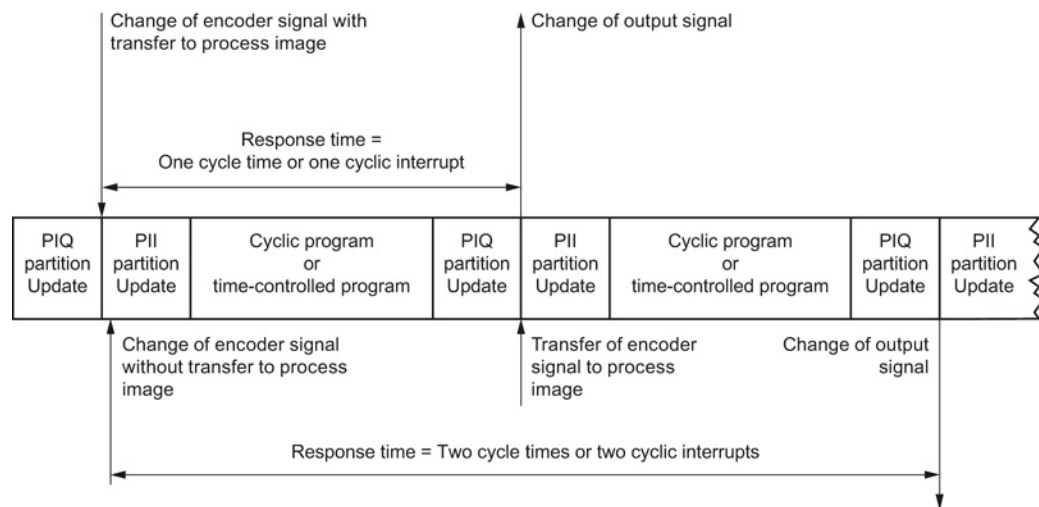 Change of encoder signal with
transfer to process image
Change of output signal
Response time =
One cycle time or one cyclic interrupt
PIQ
partition
Update
PII
partition
Update
Cyclic program
or
time-controlled program
PIQ
partition
Update
PII
partition
Update
Cyclic program
or
time-controlled program
PIQ
partition
Update
PII
partition
Update
Change of encoder signal
without transfer to process
image
Transfer of encoder
signal to process
image
Change of output
signal
Response time = Two cycle times or two cyclic interrupts